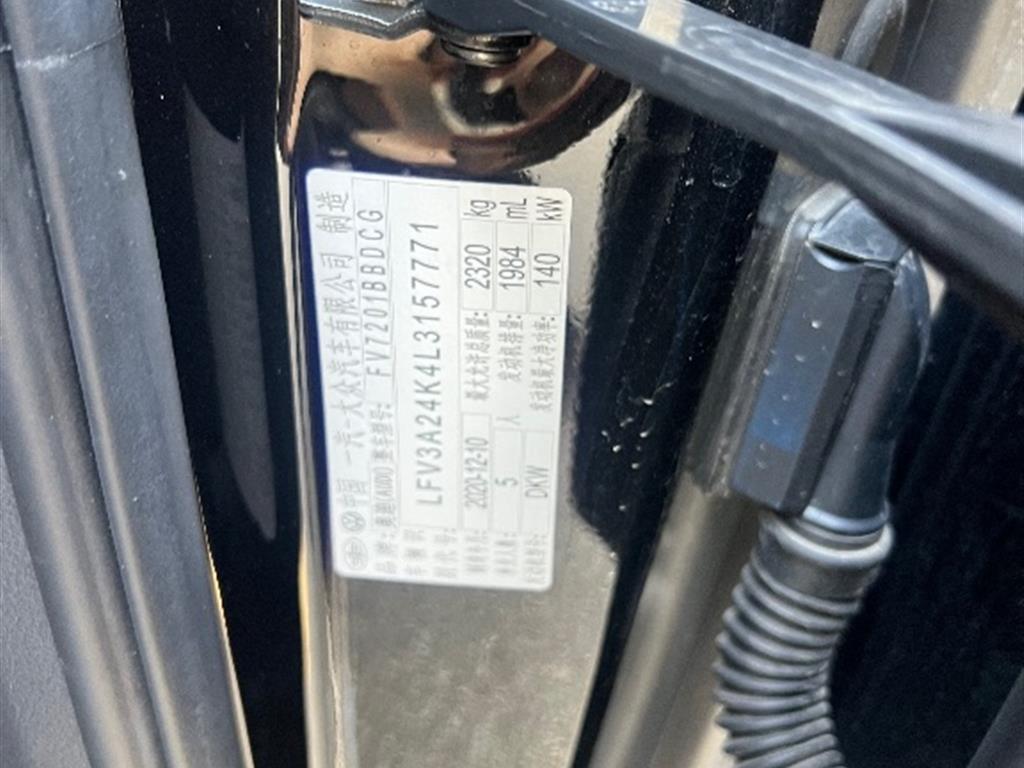 中国 一汽-大众汽车有限公司 制造
品牌:奥迪(AUDI) 整车型号: FV7201BBDCG
车辆识别代号: LFV3A24K4L3157771
制造年月: 2020-12-10 最大允许总质量: 2320 kg
乘坐人数: 5 人 发动机排量: 1984 mL
发动机型号: DKW 发动机最大净功率: 140 kW